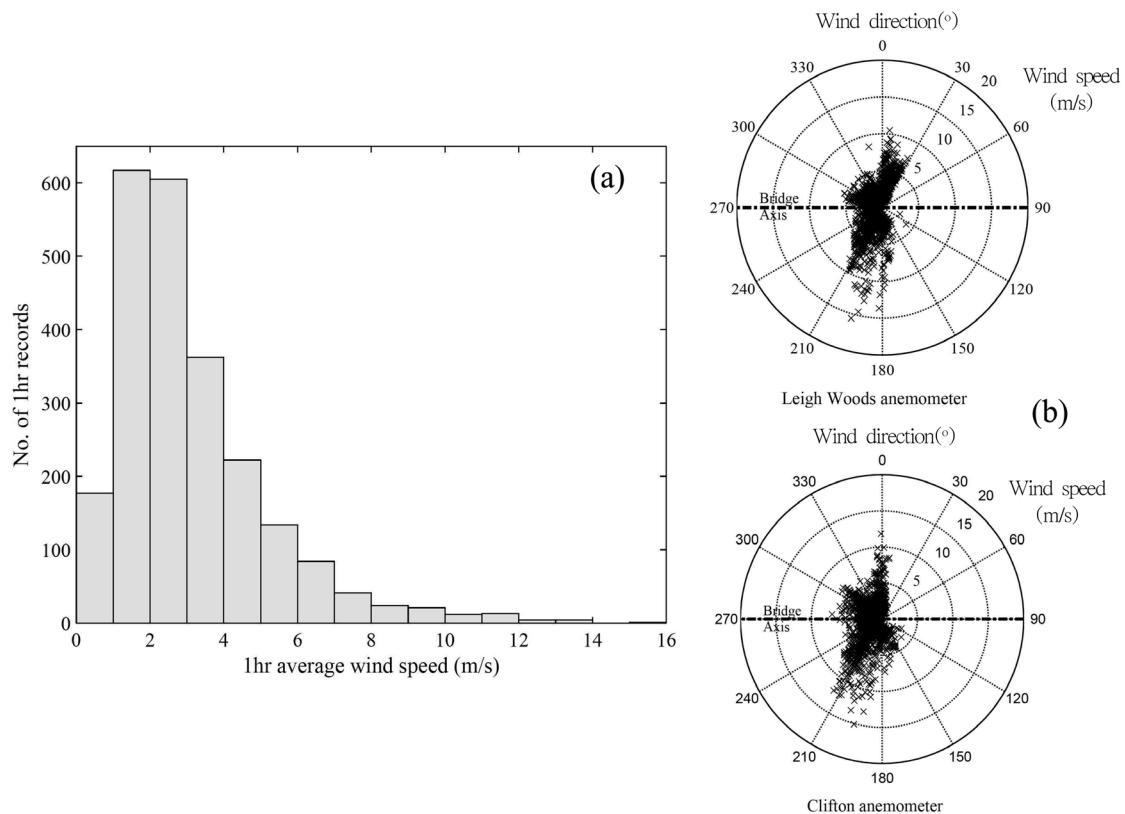 (a)
No. of 1hr records
600
500
400
300
200
100
0
0 2 4 6 8 10 12 14 16
1hr average wind speed (m/s)
Wind direction(°)
0
330 30 20 Wind speed
15 (m/s)
300 10 60
5
Bridge
270 90
Axis
240 120
210 150
180
Leigh Woods anemometer
(b)
Wind direction(°)
0
330 30 20 Wind speed
15 (m/s)
300 10 60
5
Bridge
270 90
Axis
240 120
210 150
180
Clifton anemometer